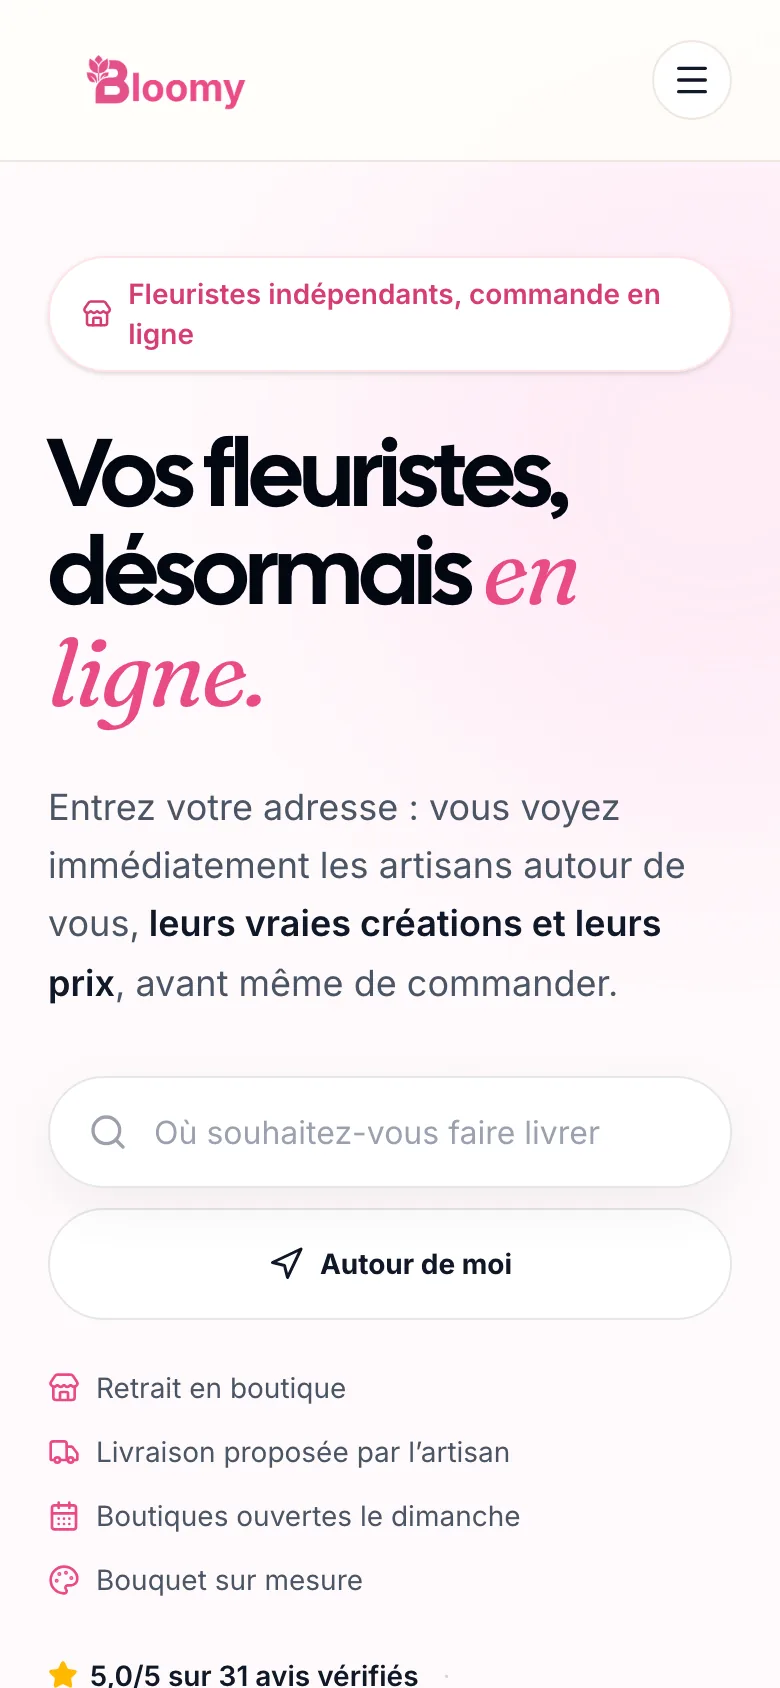 Bloomy
Fleuristes indépendants, commande en
ligne
Vos fleuristes,
désormais en
ligne.
Entrez votre adresse : vous voyez
immédiatement les artisans autour de
vous, leurs vraies créations et leurs
prix, avant même de commander.
Où souhaitez-vous faire livrer
Autour de moi
Retrait en boutique
Livraison proposée par l’artisan
Boutiques ouvertes le dimanche
Bouquet sur mesure
5,0/5 sur 31 avis vérifiés ·